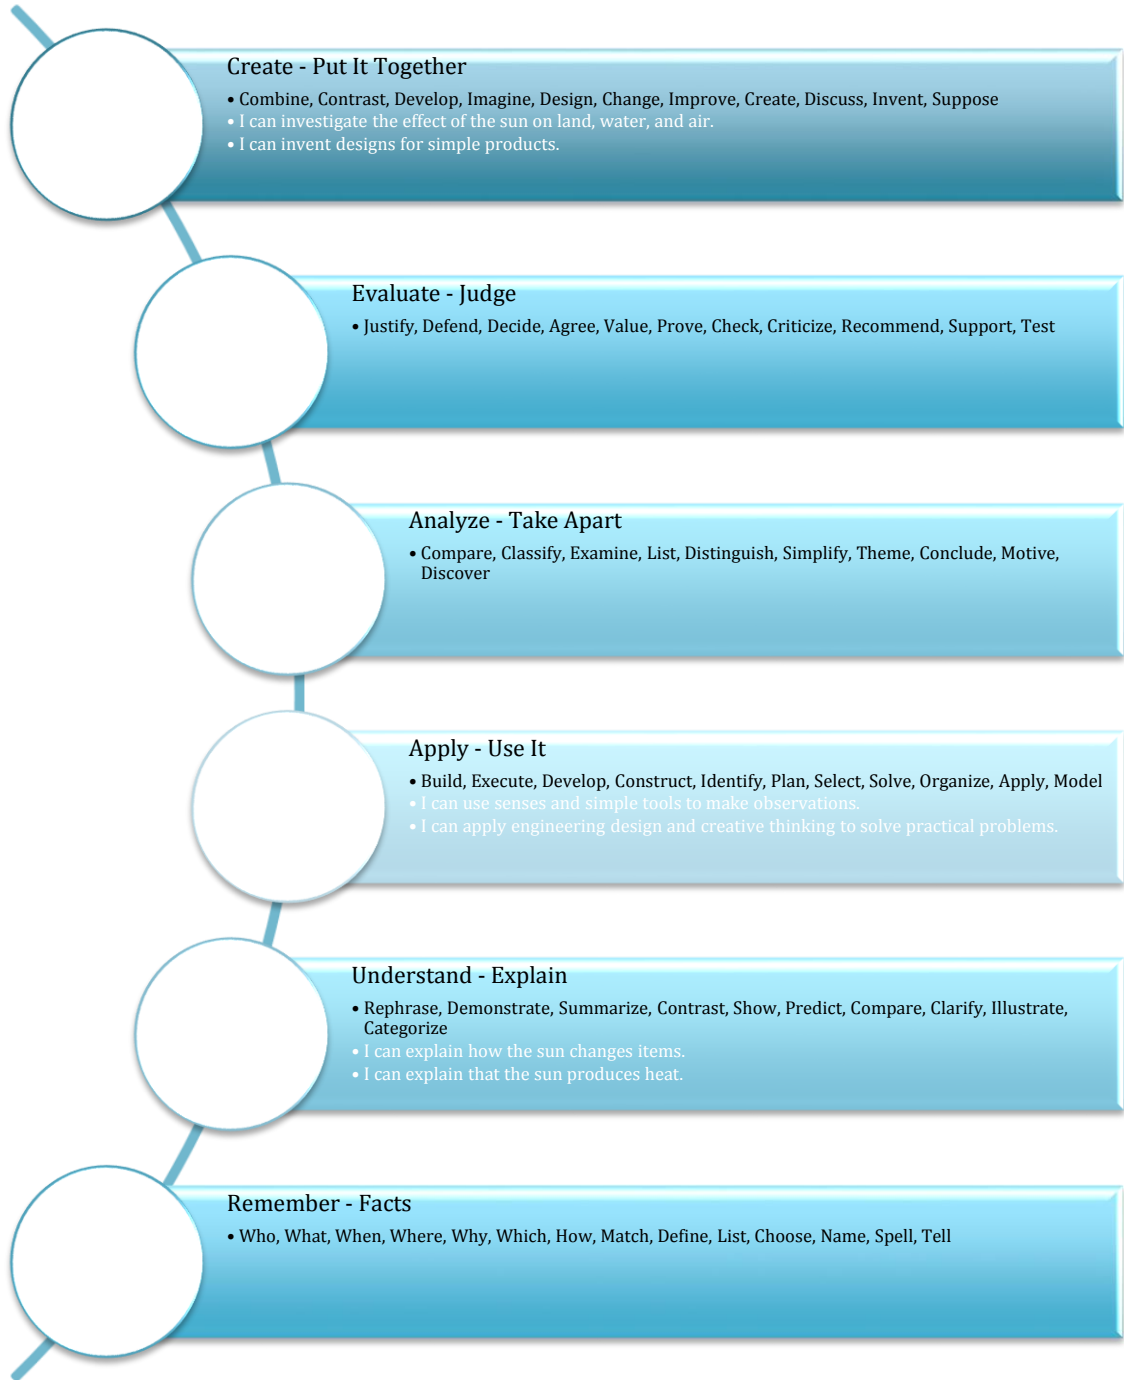 Create - Put It Together
• Combine, Contrast, Develop, Imagine, Design, Change, Improve, Create, Discuss, Invent, Suppose
• I can investigate the effect of the sun on land, water, and air.
• I can invent designs for simple products.
Evaluate - Judge
• Justify, Defend, Decide, Agree, Value, Prove, Check, Criticize, Recommend, Support, Test
Analyze - Take Apart
• Compare, Classify, Examine, List, Distinguish, Simplify, Theme, Conclude, Motive,
Discover
Apply - Use It
• Build, Execute, Develop, Construct, Identify, Plan, Select, Solve, Organize, Apply, Model
• I can use senses and simple tools to make observations.
• I can apply engineering design and creative thinking to solve practical problems.
Understand - Explain
• Rephrase, Demonstrate, Summarize, Contrast, Show, Predict, Compare, Clarify, Illustrate,
Categorize
• I can explain how the sun changes items.
• I can explain that the sun produces heat.
Remember - Facts
• Who, What, When, Where, Why, Which, How, Match, Define, List, Choose, Name, Spell, Tell